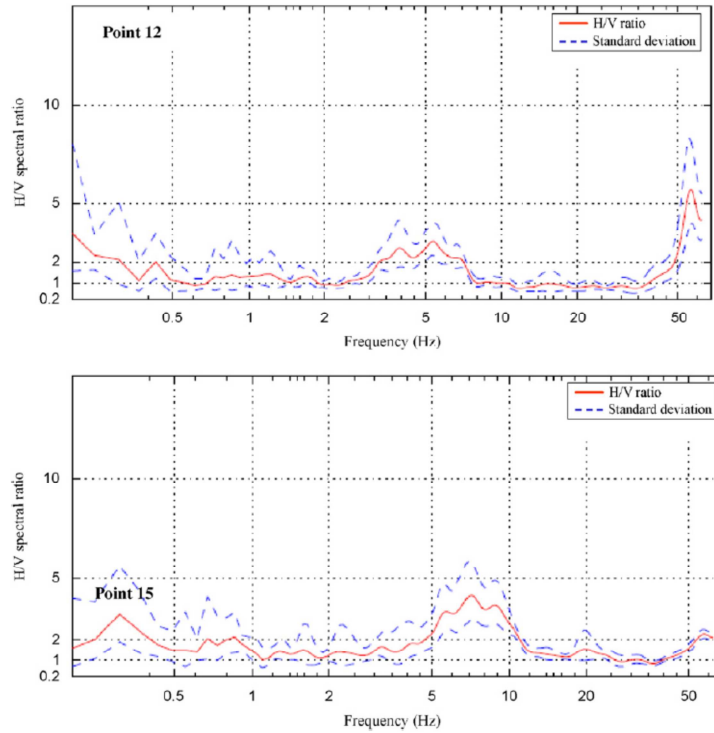 Point 12
H/V ratio
Standard deviation
H/V spectral ratio
10
5
2
1
0.2
0.5 1 2 5 10 20 50
Frequency (Hz)
H/V ratio
Standard deviation
H/V spectral ratio
10
5
Point 15
2
1
0.2
0.5 1 2 5 10 20 50
Frequency (Hz)